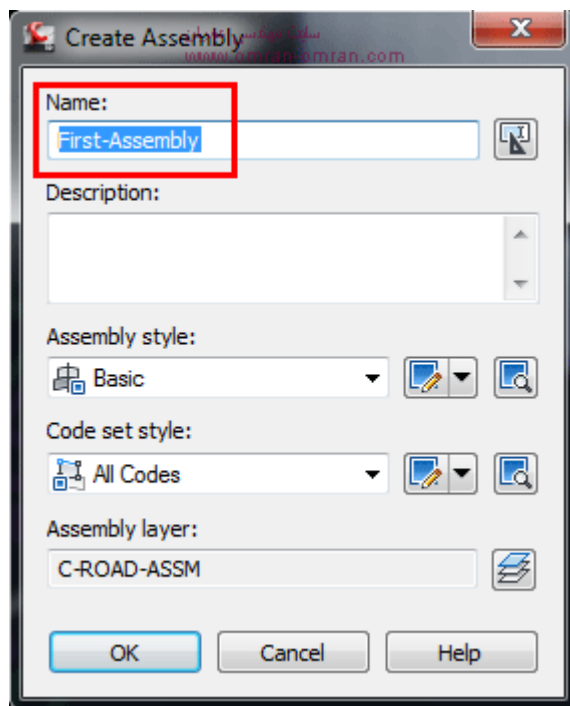 Create Assembly
Name:
First-Assembly
Description:
Assembly style:
Basic
Code set style:
All Codes
Assembly layer:
C-ROAD-ASSM
OK
Cancel
Help